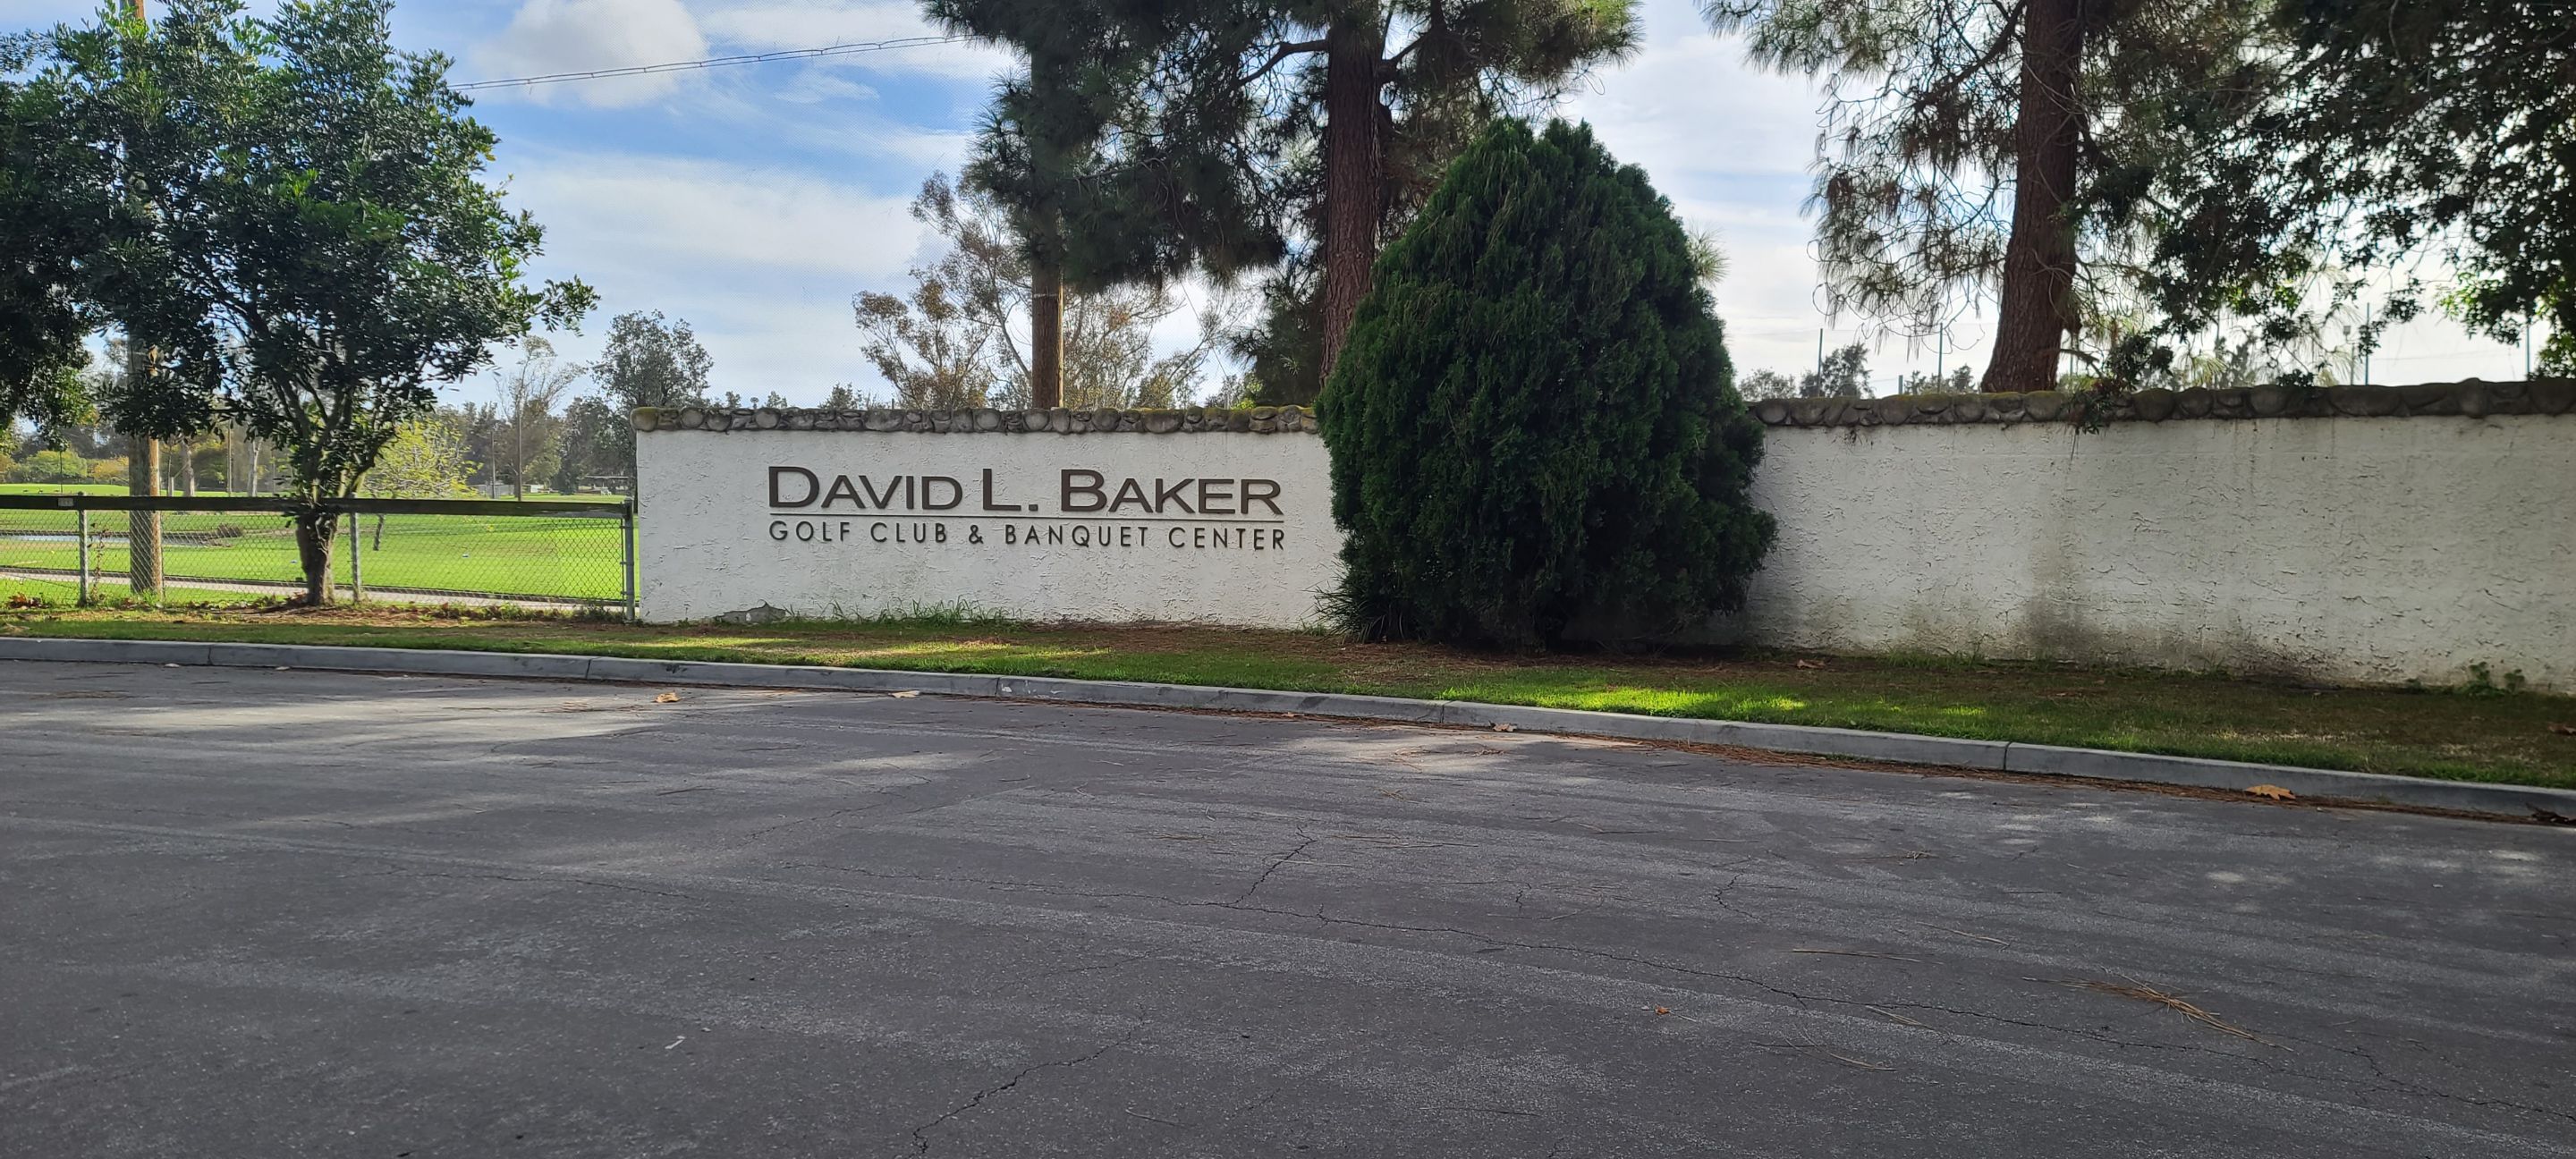 DAVID L. BAKER
GOLF CLUB & BANQUET CENTER